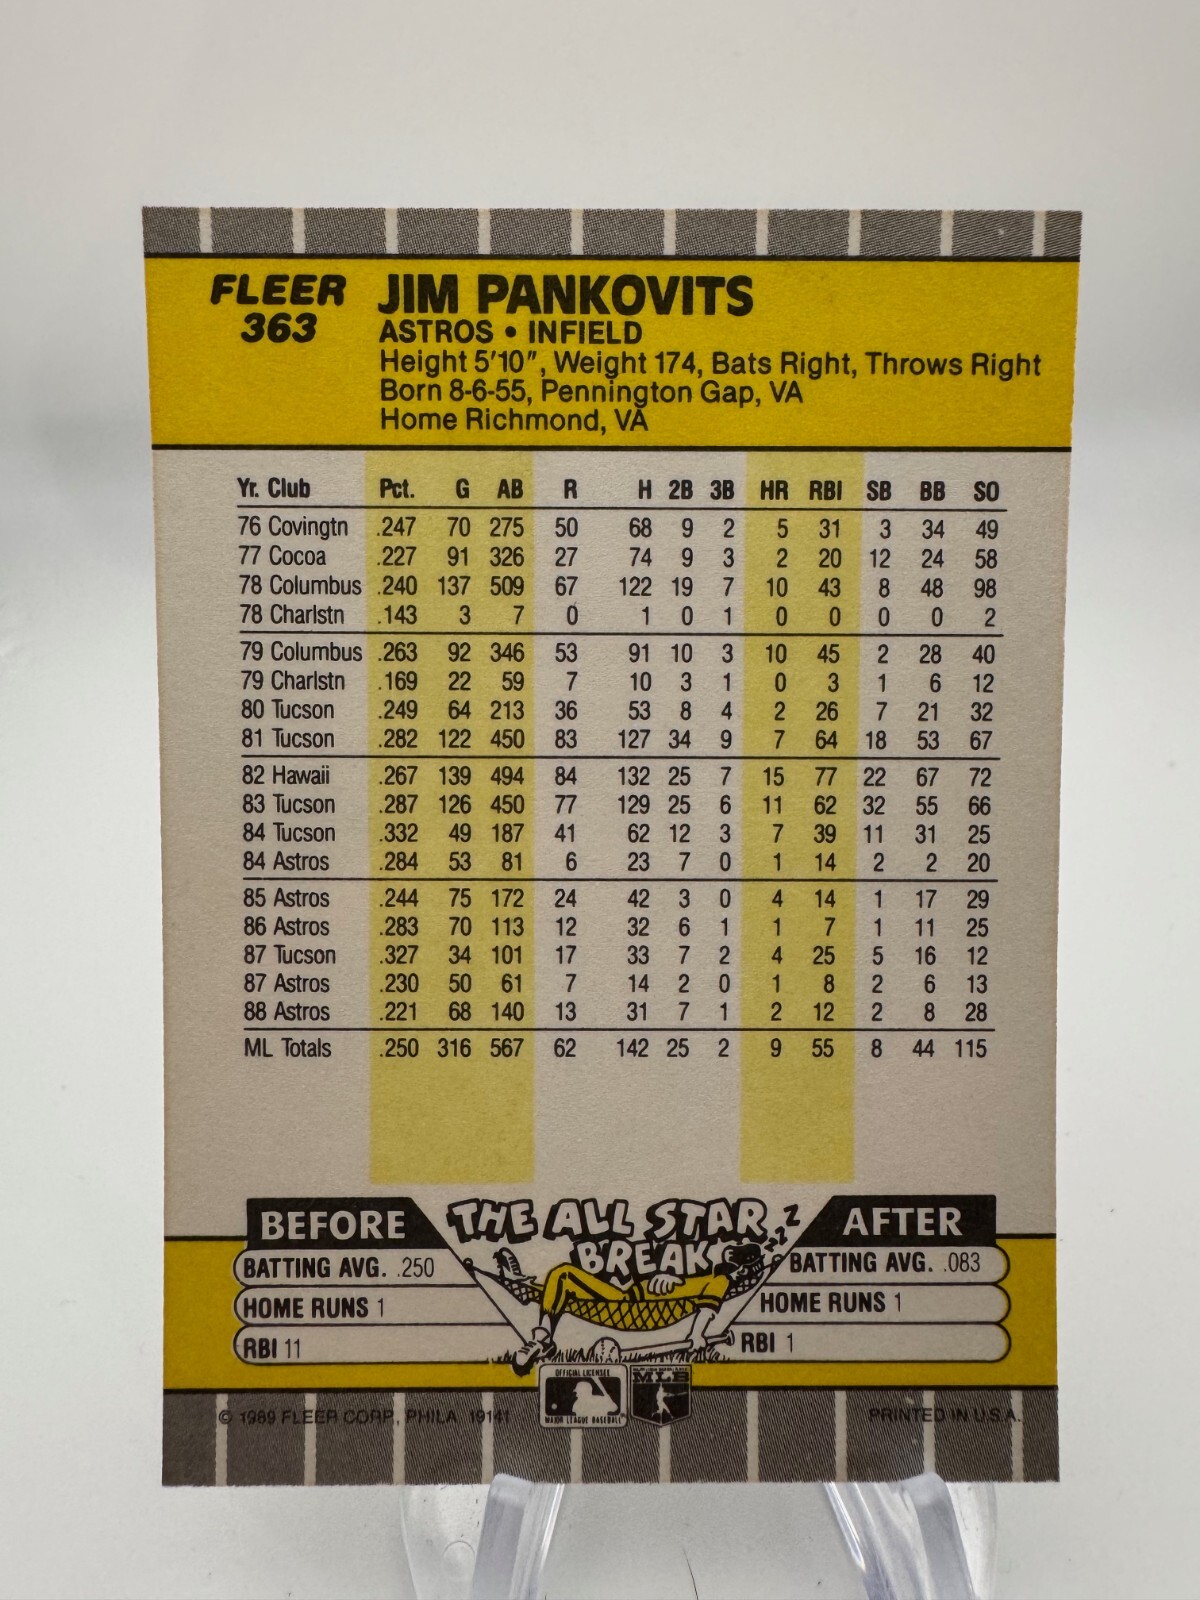 FLEER
363
JIM PANKOVITS
ASTROS • INFIELD
Height 5'10", Weight 174, Bats Right, Throws Right
Born 8-6-55, Pennington Gap, VA
Home Richmond, VA
Yr. Club Pct. G AB R H 2B 3B HR RBI SB BB SO
76 Covingtn .247 70 275 50 68 9 2 5 31 3 34 49
77 Cocoa .227 91 326 27 74 9 3 2 20 12 24 58
78 Columbus .240 137 509 67 122 19 7 10 43 8 48 98
78 Charlstn .143 3 7 0 1 0 1 0 0 0 0 2
79 Columbus .263 92 346 53 91 10 3 10 45 2 28 40
79 Charlstn .169 22 59 7 10 3 1 0 3 1 6 12
80 Tucson .249 64 213 36 53 8 4 2 26 7 21 32
81 Tucson .282 122 450 83 127 34 9 7 64 18 53 67
82 Hawaii .267 139 494 84 132 25 7 15 77 22 67 72
83 Tucson .287 126 450 77 129 25 6 11 62 32 55 66
84 Tucson .332 49 187 41 62 12 3 7 39 11 31 25
84 Astros .284 53 81 6 23 7 0 1 14 2 2 20
85 Astros .244 75 172 24 42 3 0 4 14 1 17 29
86 Astros .283 70 113 12 32 6 1 1 7 1 11 25
87 Tucson .327 34 101 17 33 7 2 4 25 5 16 12
87 Astros .230 50 61 7 14 2 0 1 8 2 6 13
88 Astros .221 68 140 13 31 7 1 2 12 2 8 28
ML Totals .250 316 567 62 142 25 2 9 55 8 44 115
THE ALL STAR
BREAK
ZZZ
BEFORE
BATTING AVG. .250
HOME RUNS 1
RBI 11
AFTER
BATTING AVG. .083
HOME RUNS 1
RBI 1
OFFICIAL LICENSEE
MAJOR LEAGUE BASEBALL
MLB
© 1989 FLEER CORP., PHILA. 19141
PRINTED IN U.S.A.